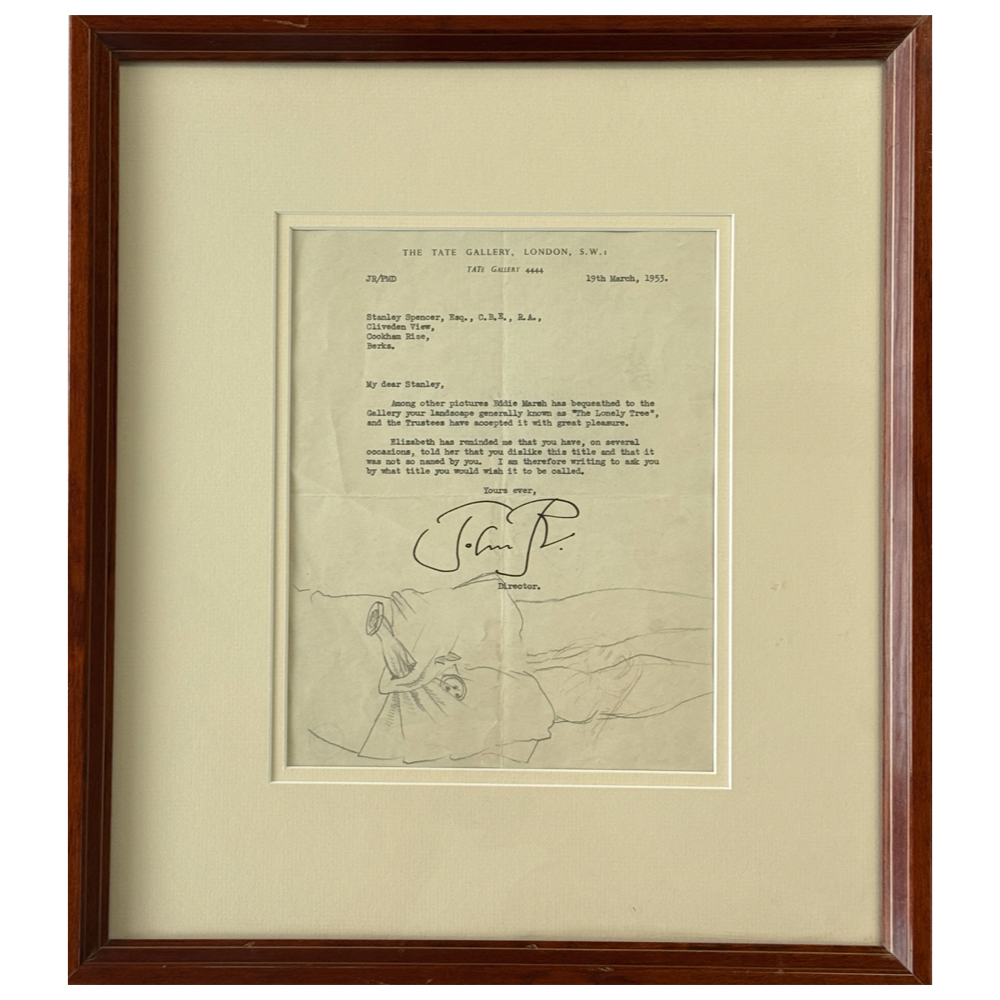 THE TATE GALLERY, LONDON, S.W.1
TATE GALLERY 4444
JR/PMD 19th March, 1953.
Stanley Spencer, Esq., C.B.E., R.A.,
Cliveden View,
Cookham Rise,
Berks.
My dear Stanley,
Among other pictures Eddie Marsh has bequeathed to the
Gallery your landscape generally known as "The Lonely Tree",
and the Trustees have accepted it with great pleasure.
Elizabeth has reminded me that you have, on several
occasions, told her that you dislike this title and that it
was not so named by you. I am therefore writing to ask you
by what title you would wish it to be called.
Yours ever,
John R.
Director.